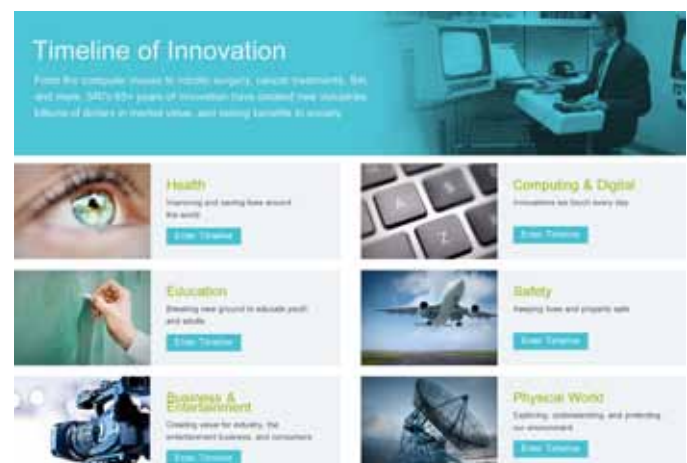 Timeline of Innovation
From the computer mouse to robotic surgery, cancer treatments, Siri,
and more, SRI's 65+ years of innovation have created new industries,
billions of dollars in market value, and lasting benefits to society.
Health
Improving and saving lives around
the world
Enter Timeline
Computing & Digital
Innovations we touch every day
Enter Timeline
Education
Breaking new ground to educate youth
and adults
Enter Timeline
Safety
Keeping lives and property safe
Enter Timeline
Business &
Entertainment
Creating value for industry, the
entertainment business, and consumers
Enter Timeline
Physical World
Exploring, understanding, and protecting
our environment
Enter Timeline
A
S
Z